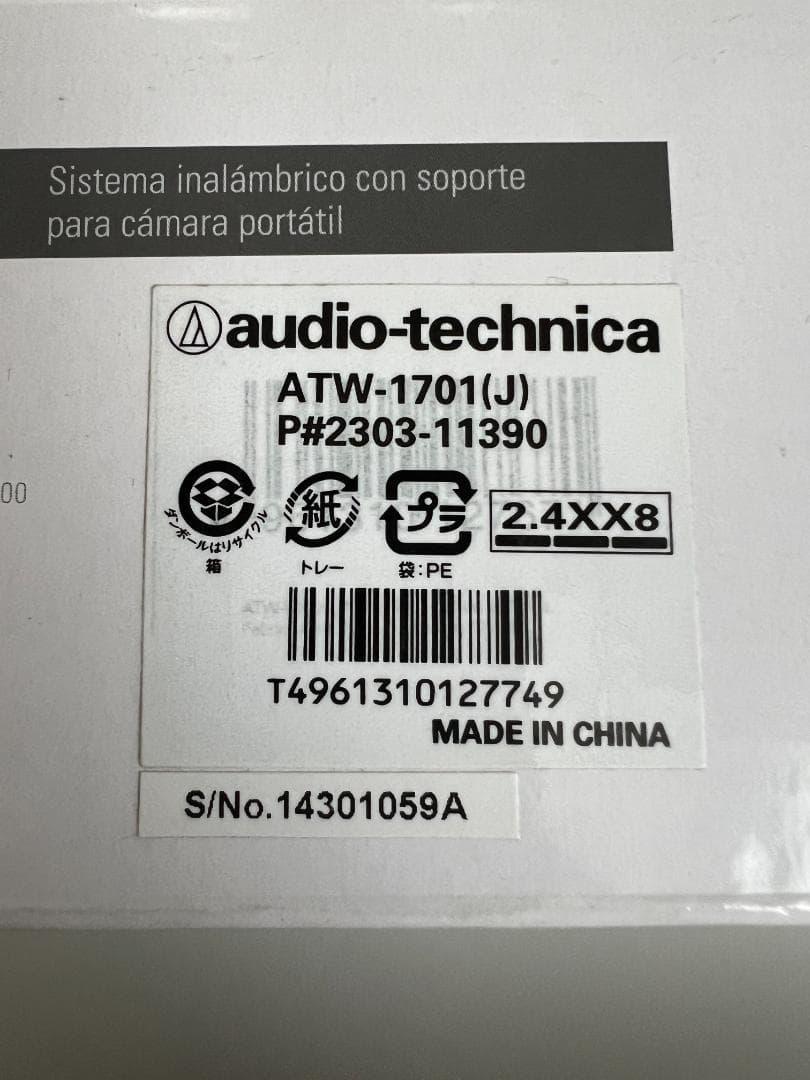 Sistema inalámbrico con soporte
para cámara portátil
00
audio-technica
ATW-1701(J)
P#2303-11390
ダンボールはリサイクル
箱
紙
トレー
プラ
袋:PE
2.4XX8
T4961310127749
MADE IN CHINA
S/No.14301059A